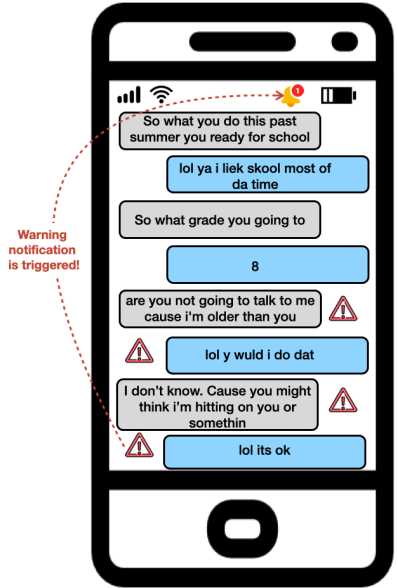 1
So what you do this past
summer you ready for school
lol ya i liek skool most of
da time
So what grade you going to
Warning
notification
is triggered!
8
are you not going to talk to me
cause i'm older than you
lol y wuld i do dat
I don’t know. Cause you might
think i’m hitting on you or
somethin
lol its ok